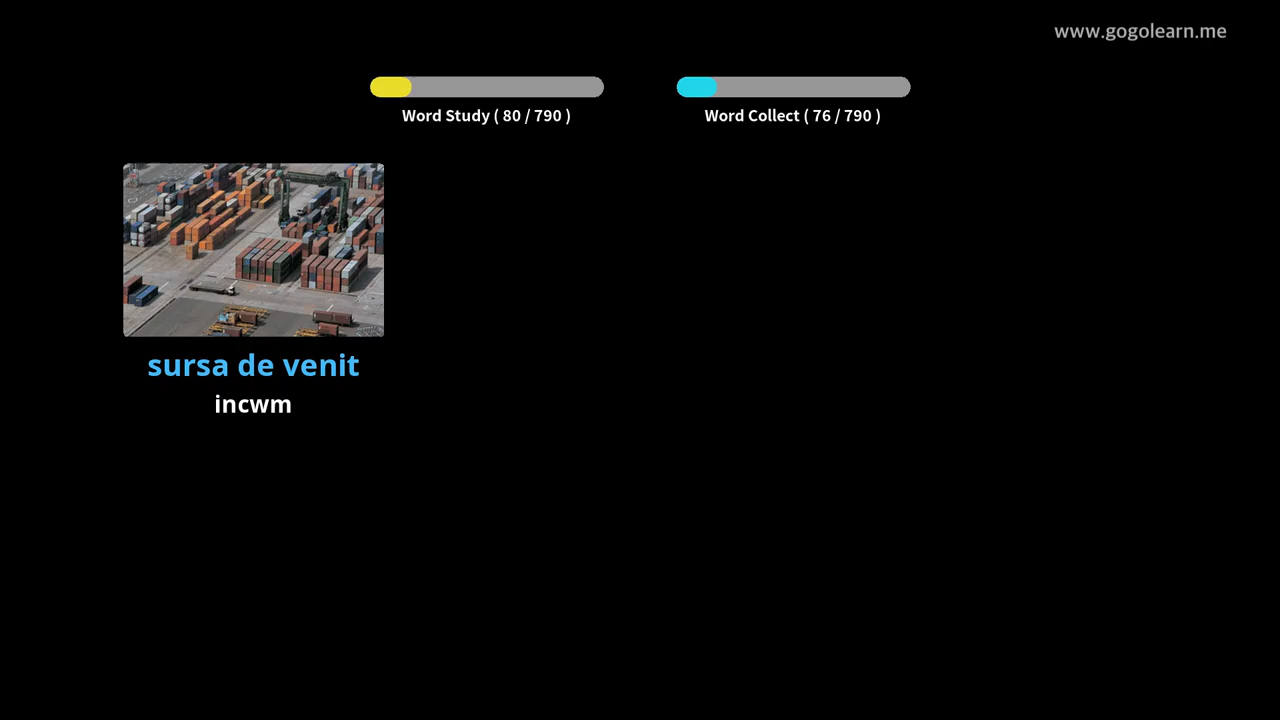 www.gogolearn.me
Word Study ( 80 / 790 )
Word Collect ( 76 / 790 )
sursa de venit
incwm